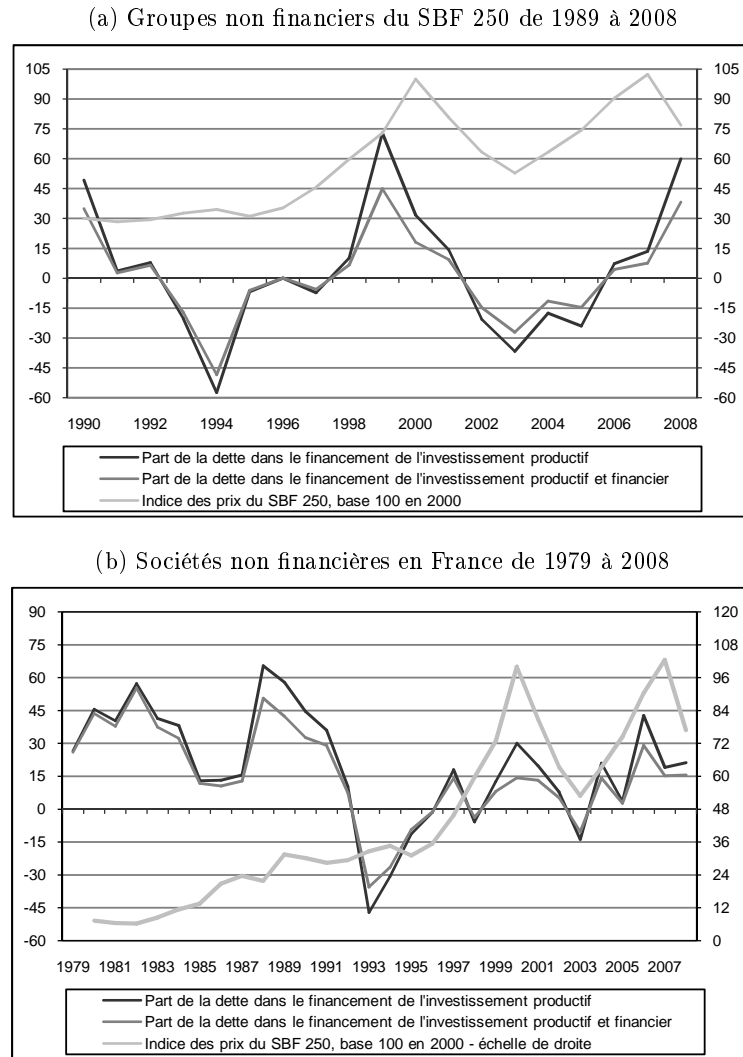 (a) Groupes non financiers du SBF 250 de 1989 à 2008
105 105
90 90
75 75
60 60
45 45
30 30
15 15
0 0
-15 -15
-30 -30
-45 -45
-60 -60
1990 1992 1994 1996 1998 2000 2002 2004 2006 2008
Part de la dette dans le financement de l'investissement productif
Part de la dette dans le financement de l'investissement productif et financier
Indice des prix du SBF 250, base 100 en 2000
(b) Sociétés non financières en France de 1979 à 2008
90 120
75 108
60 96
45 84
30 72
15 60
0 48
-15 36
-30 24
-45 12
-60 0
1979 1981 1983 1985 1987 1989 1991 1993 1995 1997 1999 2001 2003 2005 2007
Part de la dette dans le financement de l'investissement productif
Part de la dette dans le financement de l'investissement productif et financier
Indice des prix du SBF 250, base 100 en 2000 - échelle de droite